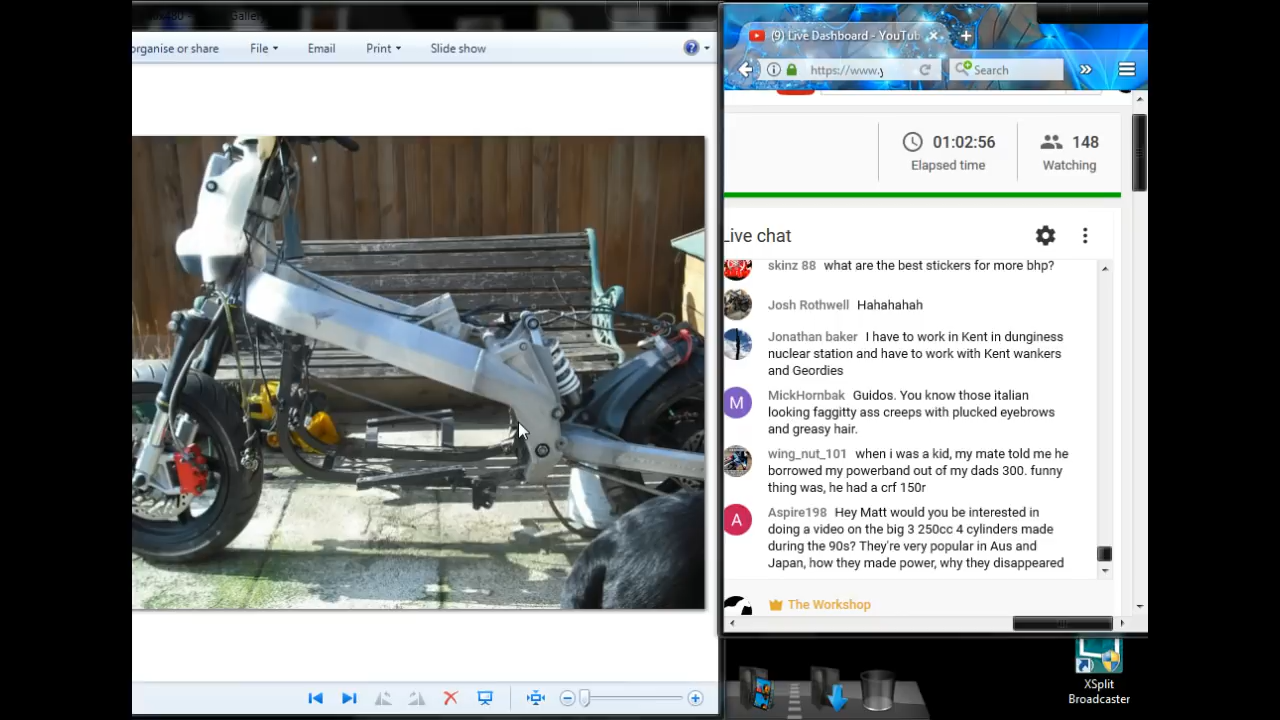 Gallery
organise or share File Email Print Slide show
(9) Live Dashboard - YouTub
https://www.y Search
01:02:56 148
Elapsed time Watching
Live chat
skinz 88 what are the best stickers for more bhp?
Josh Rothwell Hahahahah
Jonathan baker I have to work in Kent in dunginess
nuclear station and have to work with Kent wankers
and Geordies
M MickHornbak Guidos. You know those italian
looking faggitty ass creeps with plucked eyebrows
and greasy hair.
wing_nut_101 when i was a kid, my mate told me he
borrowed my powerband out of my dads 300. funny
thing was, he had a crf 150r
A Aspire198 Hey Matt would you be interested in
doing a video on the big 3 250cc 4 cylinders made
during the 90s? They're very popular in Aus and
Japan, how they made power, why they disappeared
The Workshop
XSplit
Broadcaster